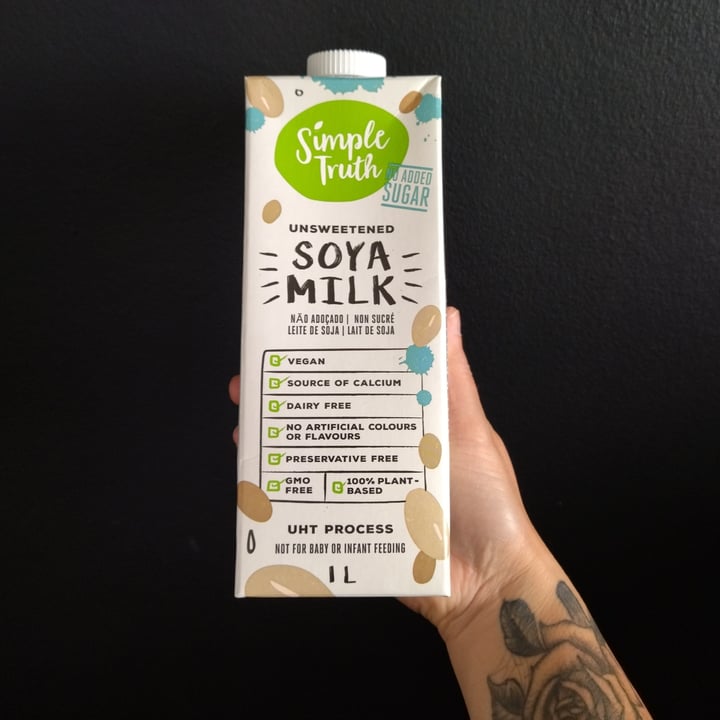 Simple
Truth
NO ADDED
SUGAR
UNSWEETENED
SOYA
MILK
NÃO ADOÇADO | NON SUCRÉ
LEITE DE SOJA | LAIT DE SOJA
VEGAN
SOURCE OF CALCIUM
DAIRY FREE
NO ARTIFICIAL COLOURS
OR FLAVOURS
PRESERVATIVE FREE
GMO
FREE
100% PLANT-
BASED
UHT PROCESS
NOT FOR BABY OR INFANT FEEDING
1 L